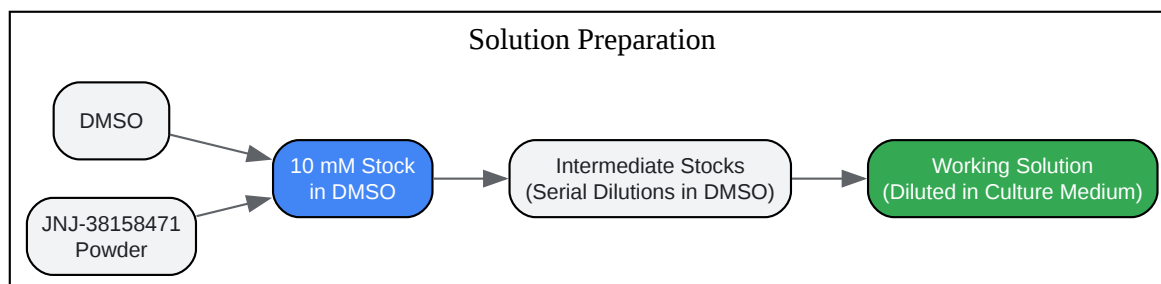 Solution Preparation
DMSO
JNJ-38158471
Powder
10 mM Stock
in DMSO
Intermediate Stocks
(Serial Dilutions in DMSO)
Working Solution
(Diluted in Culture Medium)